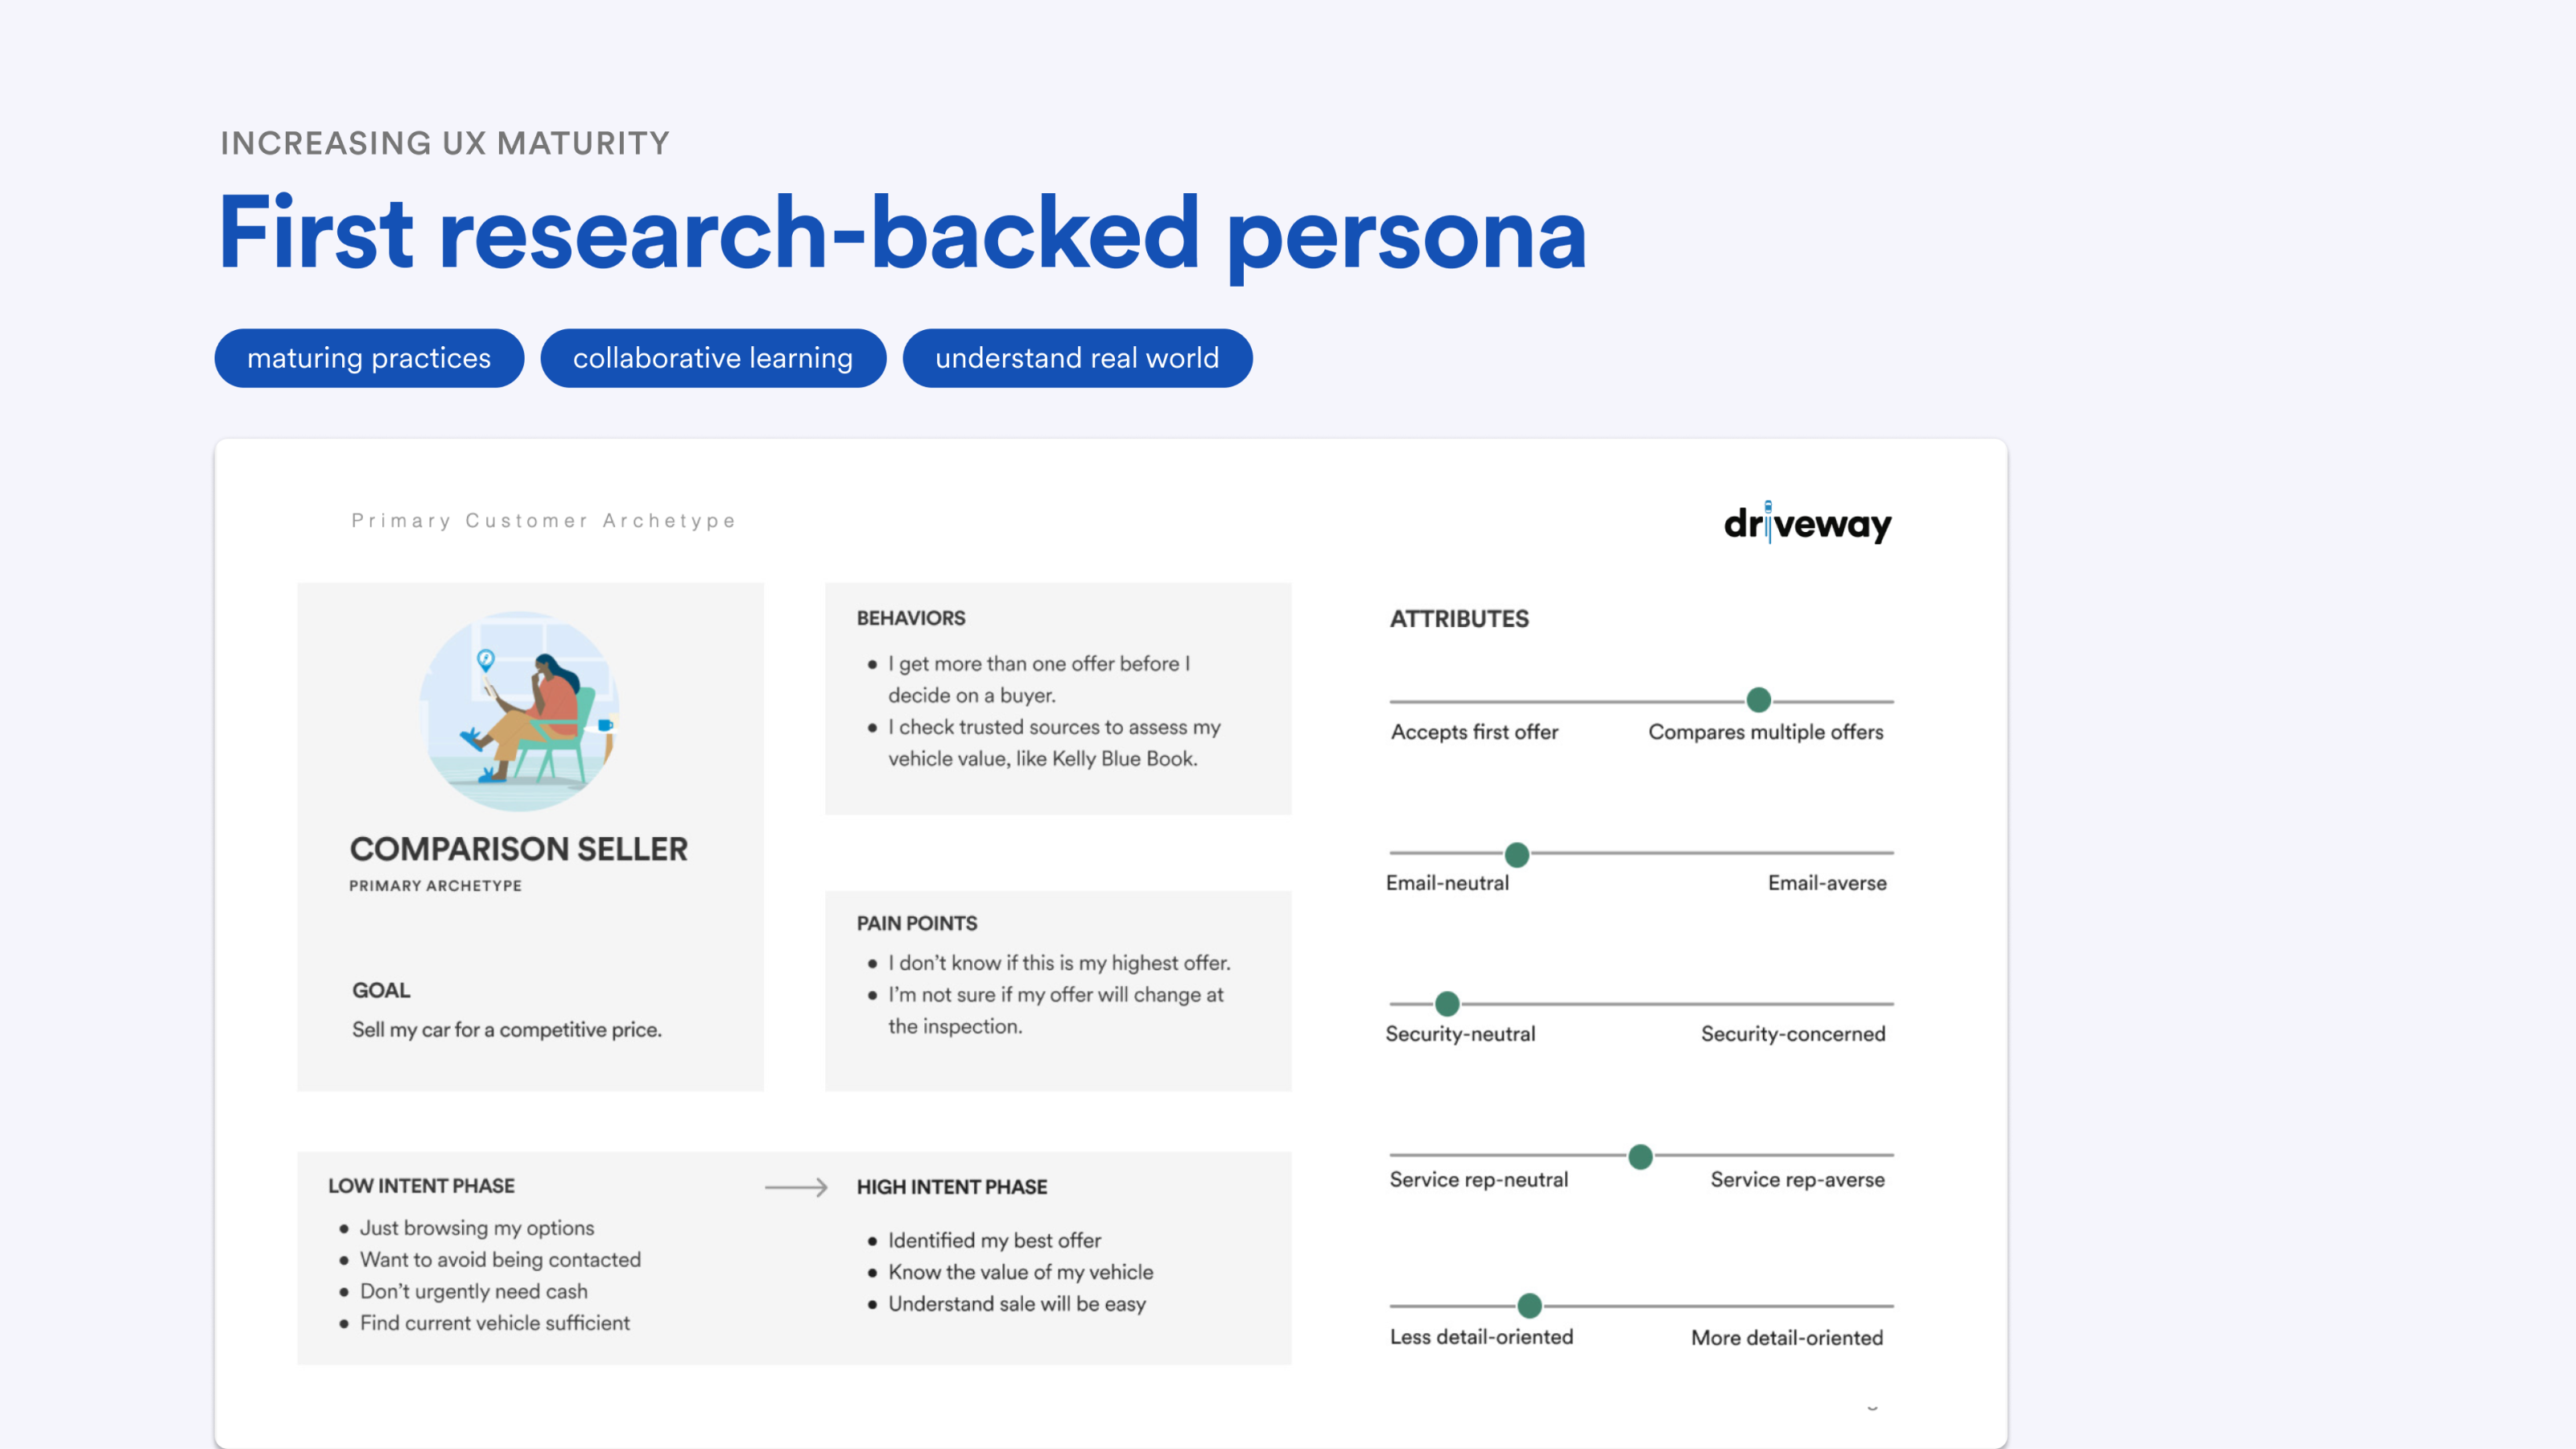 INCREASING UX MATURITY
First research-backed persona
maturing practices
collaborative learning
understand real world
Primary Customer Archetype
driveway
COMPARISON SELLER
PRIMARY ARCHETYPE
GOAL
Sell my car for a competitive price.
BEHAVIORS
• I get more than one offer before I
decide on a buyer.
• I check trusted sources to assess my
vehicle value, like Kelly Blue Book.
PAIN POINTS
• I don’t know if this is my highest offer.
• I’m not sure if my offer will change at
the inspection.
LOW INTENT PHASE
• Just browsing my options
• Want to avoid being contacted
• Don’t urgently need cash
• Find current vehicle sufficient
HIGH INTENT PHASE
• Identified my best offer
• Know the value of my vehicle
• Understand sale will be easy
ATTRIBUTES
Accepts first offer
Compares multiple offers
Email-neutral
Email-averse
Security-neutral
Security-concerned
Service rep-neutral
Service rep-averse
Less detail-oriented
More detail-oriented